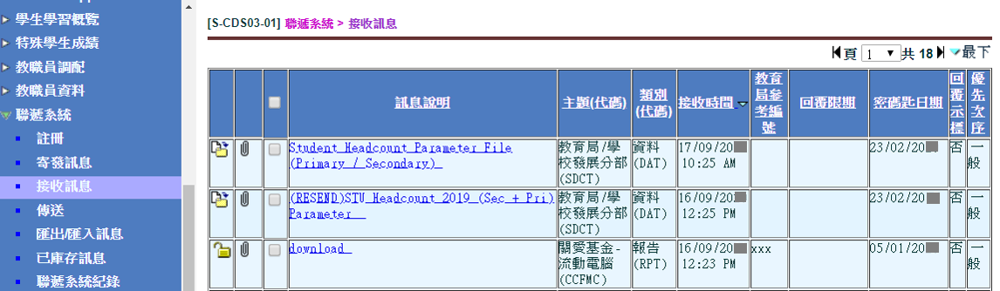 學生學習概覽
特殊學生成績
教職員調配
教職員資料
聯遞系統
註冊
寄發訊息
接收訊息
傳送
匯出/匯入訊息
已庫存訊息
聯遞系統紀錄
[S-CDS03-01] 聯遞系統 > 接收訊息
頁 1 共 18 最下
訊息說明 主題(代碼) 類別(代碼) 接收時間 教育局參考編號 回覆限期 密碼匙日期 回覆示標 優先次序
Student Headcount Parameter File 教育局/學 資料 17/09/20 23/02/20 否 一
(Primary / Secondary) 校發展分部 (DAT) 10:25 AM 般
(SDCT)
(RESEND)STU Headcount 2019 (Sec + Pri) 教育局/學 資料 16/09/20 23/02/20 否 一
Parameter 校發展分部 (DAT) 12:25 PM 般
(SDCT)
download 關愛基金- 報告 16/09/20 xxx 05/01/20 否 一
流動電腦 (RPT) 12:23 PM 般
(CCFMC)